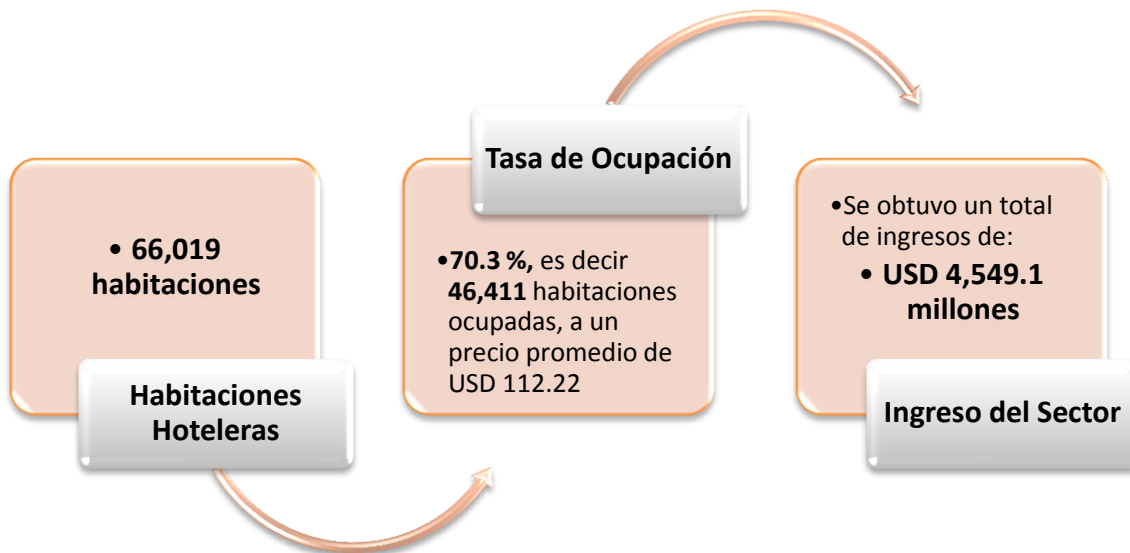 • 66,019
habitaciones
Habitaciones
Hoteleras
Tasa de Ocupación
•70.3 %, es decir
46,411 habitaciones
ocupadas, a un
precio promedio de
USD 112.22
•Se obtuvo un total
de ingresos de:
• USD 4,549.1
millones
Ingreso del Sector